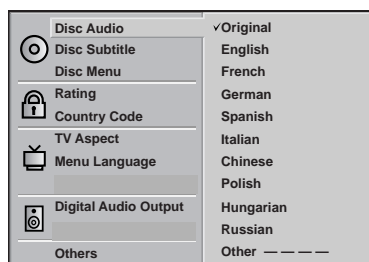 Disc Audio
Disc Subtitle
Disc Menu
Rating
Country Code
TV Aspect
Menu Language
Digital Audio Output
Others
✓Original
English
French
German
Spanish
Italian
Chinese
Polish
Hungarian
Russian
Other — — — —